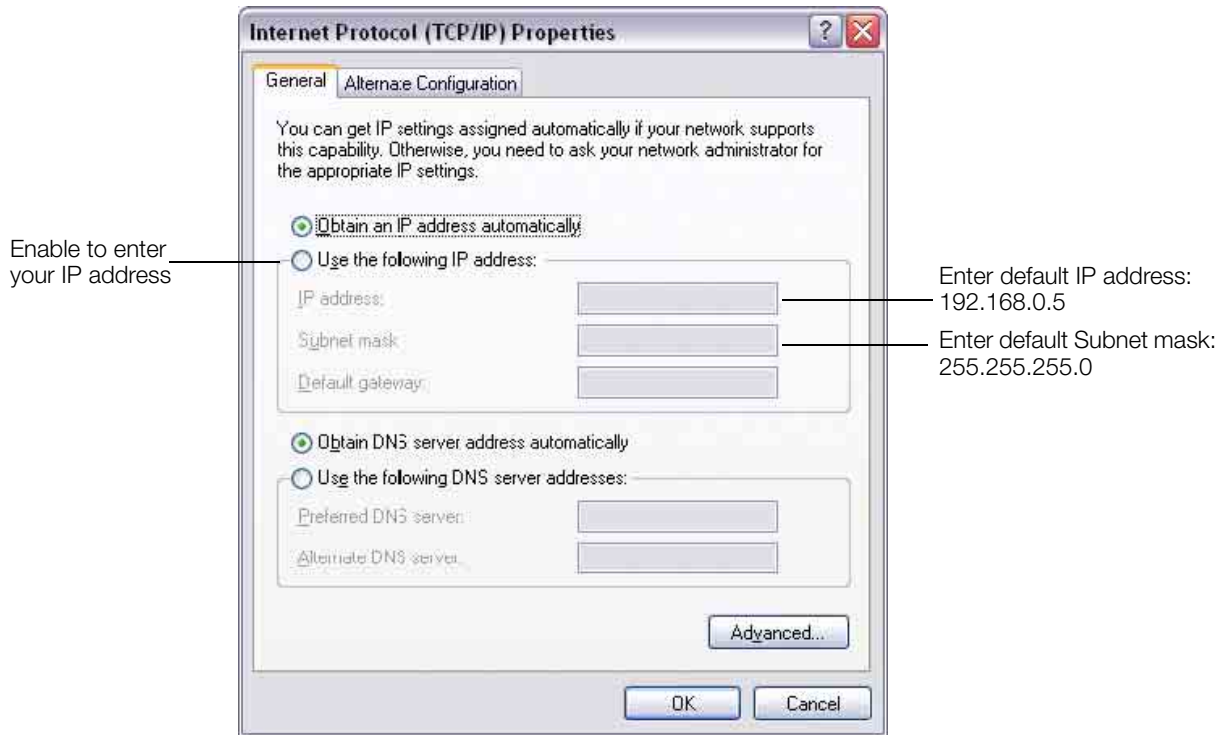 Internet Protocol (TCP/IP) Properties
General
Alternate Configuration
You can get IP settings assigned automatically if your network supports
this capability. Otherwise, you need to ask your network administrator for
the appropriate IP settings.
Obtain an IP address automatically
Enable to enter
your IP address
Use the following IP address:
IP address:
Enter default IP address:
192.168.0.5
Subnet mask:
Enter default Subnet mask:
255.255.255.0
Default gateway:
Obtain DNS server address automatically
Use the following DNS server addresses:
Preferred DNS server:
Alternate DNS server:
Advanced...
OK
Cancel